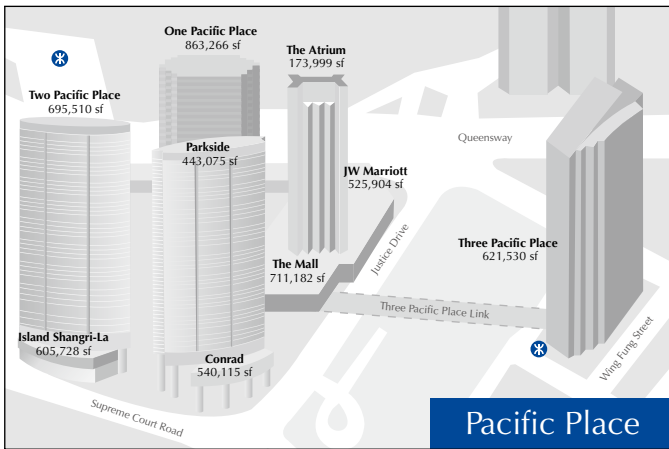 One Pacific Place
863,266 sf
The Atrium
173,999 sf
Two Pacific Place
695,510 sf
Queensway
Parkside
443,075 sf
JW Marriott
525,904 sf
Justice Drive
Three Pacific Place
621,530 sf
The Mall
711,182 sf
Three Pacific Place Link
Wing Fung Street
Island Shangri-La
605,728 sf
Conrad
540,115 sf
Supreme Court Road
Pacific Place